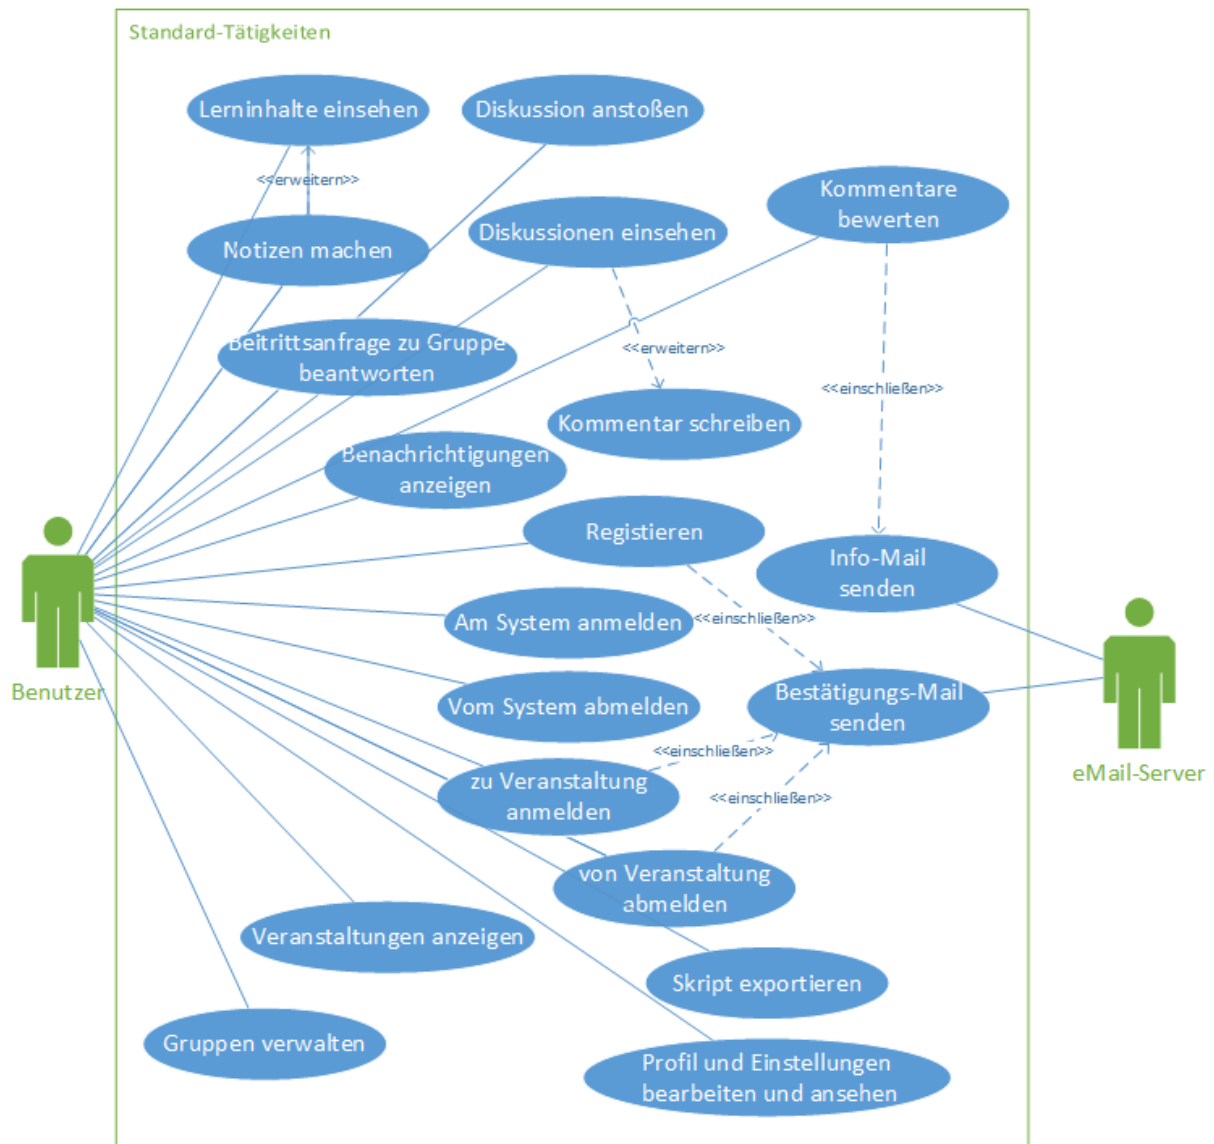 Standard-Tätigkeiten
Lerninhalte einsehen
Diskussion anstoßen
<<erweitern>>
Kommentare
bewerten
Notizen machen
Diskussionen einsehen
Beitrittsanfrage zu Gruppe
beantworten
<<erweitern>>
<<einschließen>>
Kommentar schreiben
Benachrichtigungen
anzeigen
Registieren
Info-Mail
senden
Am System anmelden
<<einschließen>>
Benutzer
Vom System abmelden
Bestätigungs-Mail
senden
<<einschließen>>
eMail-Server
zu Veranstaltung
anmelden
<<einschließen>>
von Veranstaltung
abmelden
Veranstaltungen anzeigen
Skript exportieren
Gruppen verwalten
Profil und Einstellungen
bearbeiten und ansehen